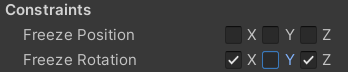 Constraints
Freeze Position X Y Z
Freeze Rotation X Y Z